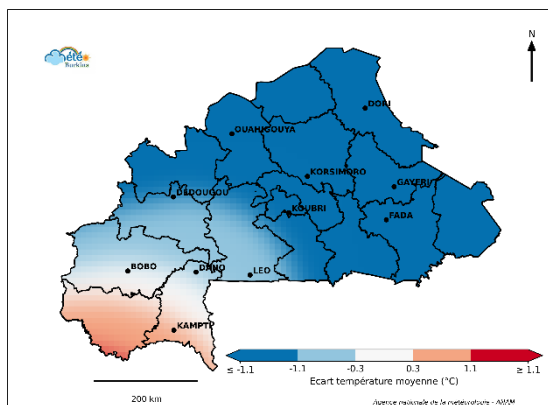 N
étéo
Burkina
DORI
OUAHIGOUYA
KORSIMORO
GAYERI
DEDOUGOU
KOUBRI
FADA
BOBO
DANO
LEO
KAMPTI
≤ -1.1 -1.1 -0.3 0.3 1.1 ≥ 1.1
Ecart température moyenne (°C)
200 km
Agence nationale de la météorologie - ANAM